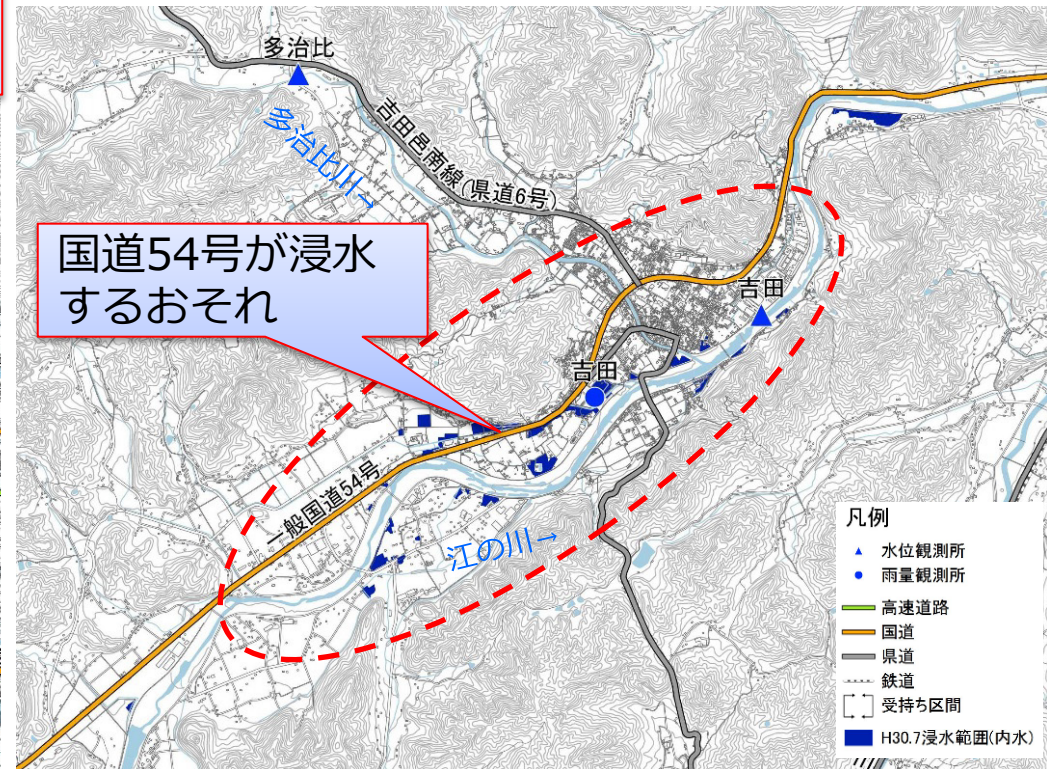 多治比
多治比川→
吉田邑南線(県道6号)
国道54号が浸水
するおそれ
吉田
吉田
一般国道54号
江の川→
凡例
水位観測所
雨量観測所
高速道路
国道
県道
鉄道
受持ち区間
H30.7浸水範囲(内水)